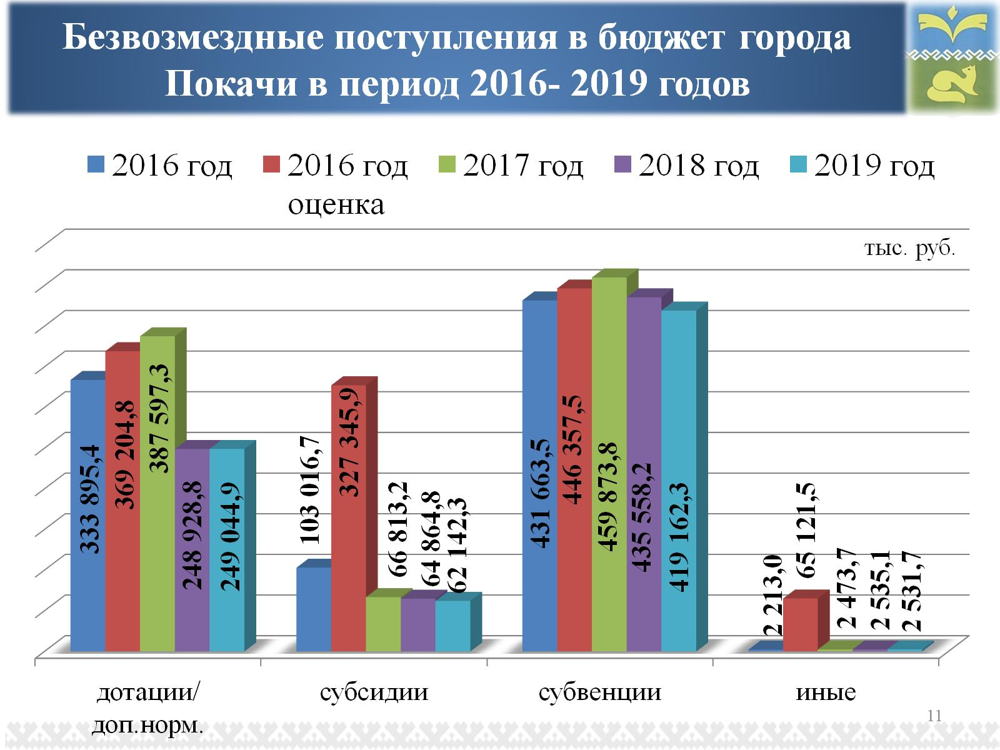 Безвозмездные поступления в бюджет города
Покачи в период 2016- 2019 годов
2016 год
2016 год
оценка
2017 год
2018 год
2019 год
тыс. руб.
333 895,4
369 204,8
387 597,3
248 928,8
249 044,9
103 016,7
327 345,9
66 813,2
64 864,8
62 142,3
431 663,5
446 357,5
459 873,8
435 558,2
419 162,3
2 213,0
65 121,5
2 473,7
2 535,1
2 531,7
дотации/
доп.норм.
субсидии
субвенции
иные
11